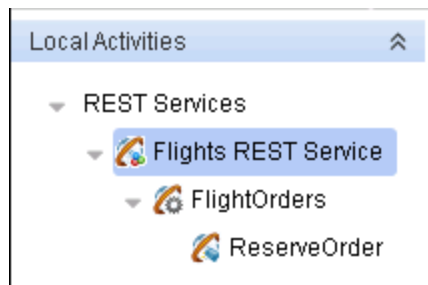 Local Activities
REST Services
Flights REST Service
FlightOrders
ReserveOrder